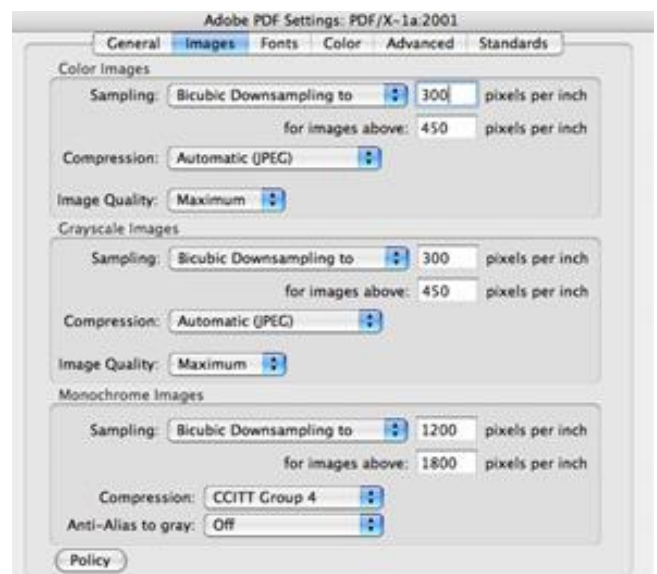 Adobe PDF Settings: PDF/X-1a:2001
General Images Fonts Color Advanced Standards
Color Images
Sampling: Bicubic Downsampling to 300 pixels per inch
for images above: 450 pixels per inch
Compression: Automatic (JPEG)
Image Quality: Maximum
Grayscale Images
Sampling: Bicubic Downsampling to 300 pixels per inch
for images above: 450 pixels per inch
Compression: Automatic (JPEG)
Image Quality: Maximum
Monochrome Images
Sampling: Bicubic Downsampling to 1200 pixels per inch
for images above: 1800 pixels per inch
Compression: CCITT Group 4
Anti-Alias to gray: Off
Policy